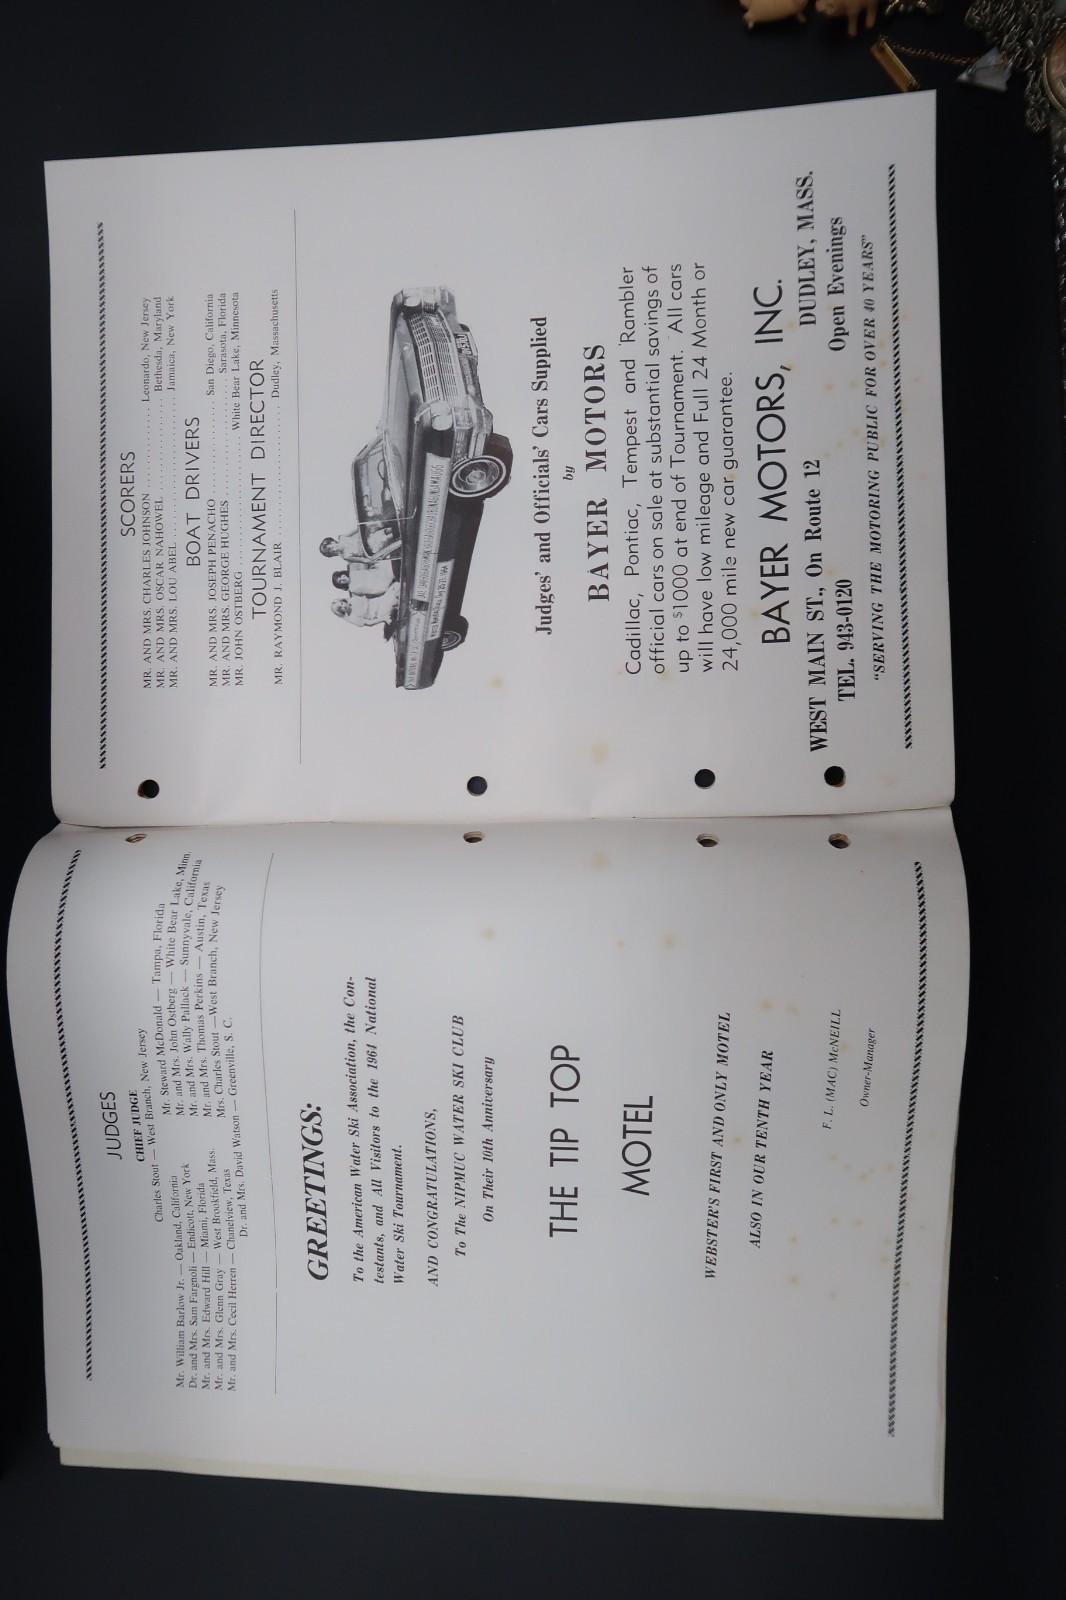 JUDGES
CHIEF JUDGE
Charles Stout — West Branch, New Jersey
Mr. William Barlow Jr. — Oakland, California
Dr. and Mrs. Sam Fargnoli — Endicott, New York
Mr. and Mrs. Edward Hill — Miami, Florida
Mr. and Mrs. Glenn Gray — West Brookfield, Mass.
Mr. and Mrs. Cecil Herren — Chanelview, Texas
Mr. Steward McDonald — Tampa, Florida
Mr. and Mrs. John Ostberg — White Bear Lake, Minn.
Mr. and Mrs. Wally Pallack — Sunnyvale, California
Mr. and Mrs. Thomas Perkins — Austin, Texas
Mrs. Charles Stout —West Branch, New Jersey
Dr. and Mrs. David Watson — Greenville, S. C.
GREETINGS:
To the American Water Ski Association, the Con-
testants, and All Visitors to the 1964 National
Water Ski Tournament.
AND CONGRATULATIONS,
To The NIPMUC WATER SKI CLUB
On Their 10th Anniversary
THE TIP TOP
MOTEL
WEBSTER'S FIRST AND ONLY MOTEL
ALSO IN OUR TENTH YEAR
F. L. (MAC) McNEILL
Owner-Manager
SCORERS
MR. AND MRS. CHARLES JOHNSON ............ Leonardo, New Jersey
MR. AND MRS. OSCAR NAHOWEL ............ Bethesda, Maryland
MR. AND MRS. LOU ABEL ............ Jamaica, New York
BOAT DRIVERS
MR. AND MRS. JOSEPH PENACHO ............ San Diego, California
MR. AND MRS. GEORGE HUGHES ............ Sarasota, Florida
MR. JOHN OSTBERG ............ White Bear Lake, Minnesota
TOURNAMENT DIRECTOR
MR. RAYMOND J. BLAIR ............ Dudley, Massachusetts
Judges' and Officials' Cars Supplied
by
BAYER MOTORS
Cadillac, Pontiac, Tempest and Rambler
official cars on sale at substantial savings of
up to $1000 at end of Tournament. All cars
will have low mileage and Full 24 Month or
24,000 mile new car guarantee.
BAYER MOTORS, INC.
WEST MAIN ST., On Route 12 DUDLEY, MASS.
TEL. 943-0120 Open Evenings
"SERVING THE MOTORING PUBLIC FOR OVER 40 YEARS"